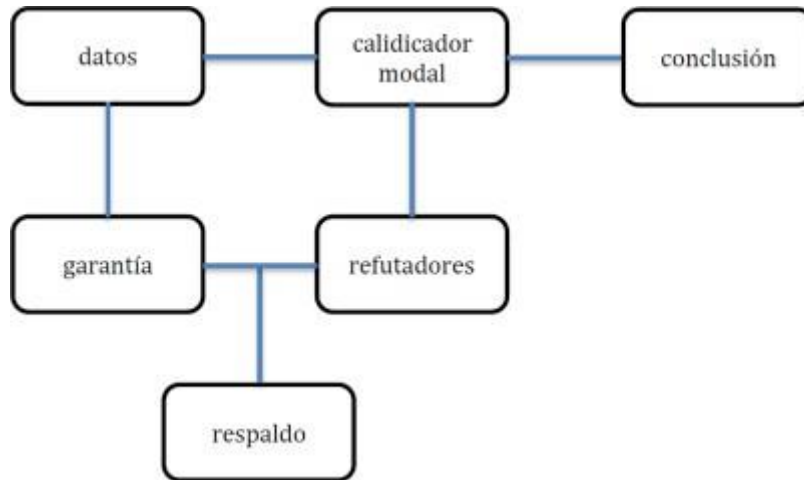 datos
calidicador
modal
conclusión
garantía
refutadores
respaldo